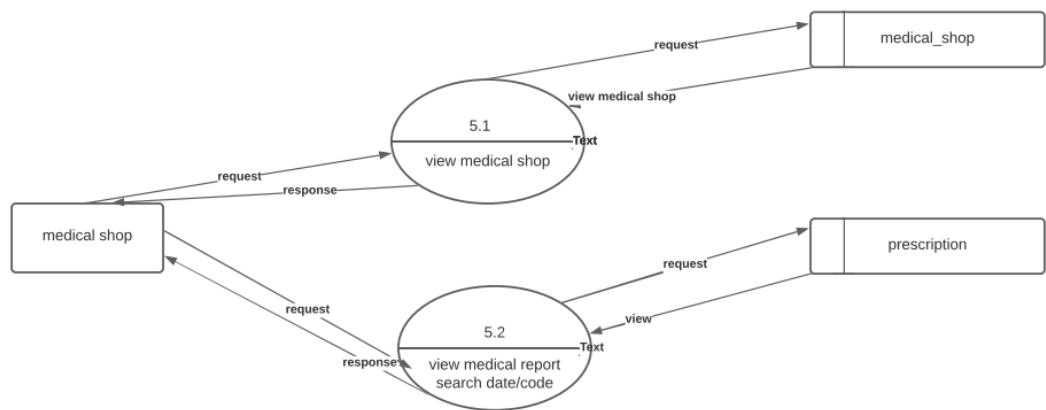 medical_shop
request
view medical shop
5.1
Text
view medical shop
request
response
medical shop
prescription
request
request
view
5.2
Text
response
view medical report
search date/code